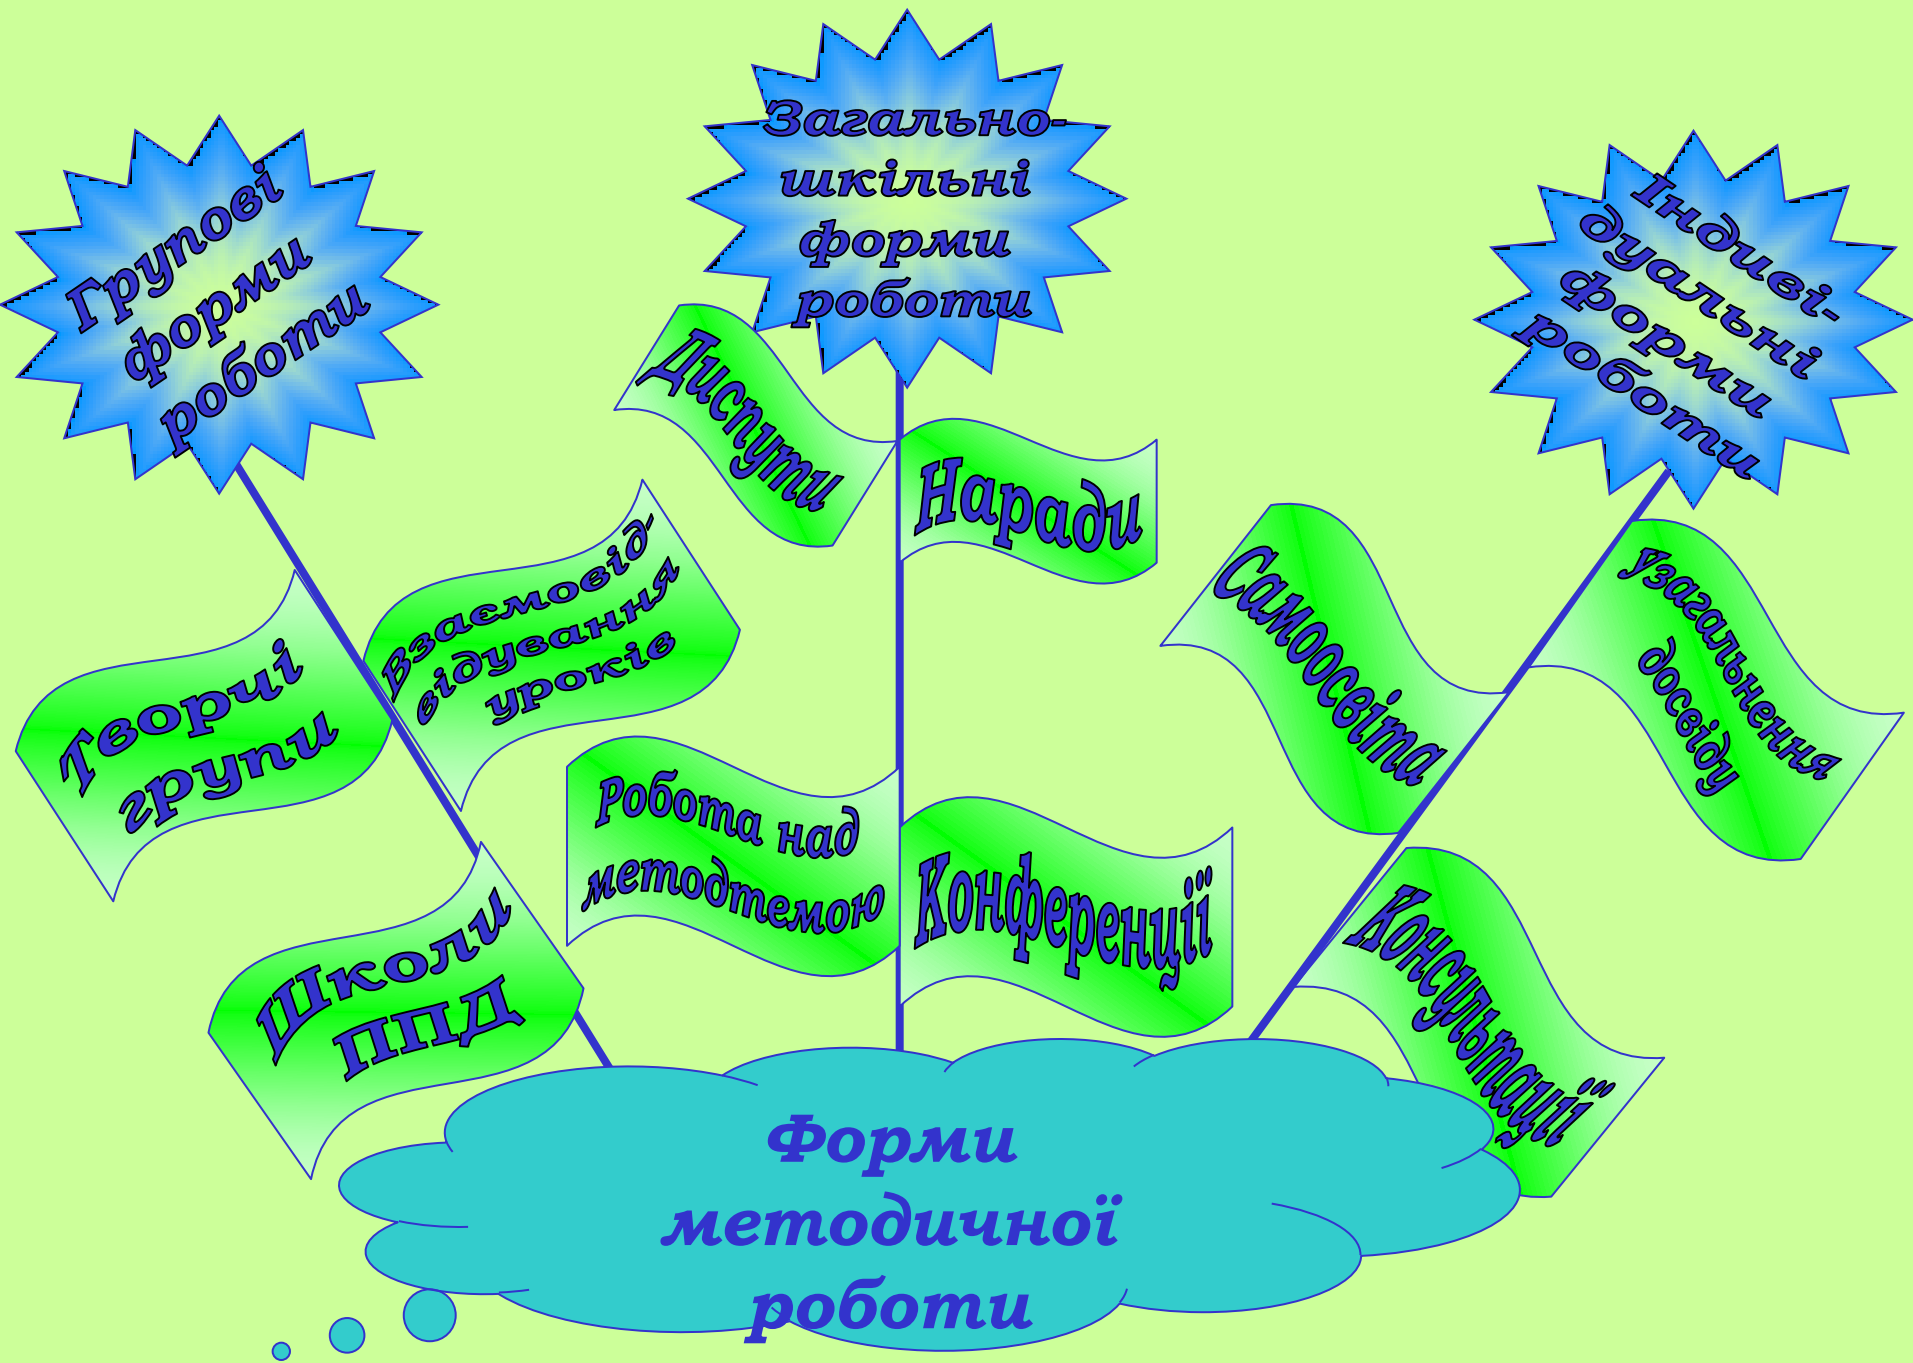 Загально-
шкільні
форми
роботи
Групові
форми
роботи
Індиві-
дуальні
форми
роботи
Диспути
Наради
Взаємовід-
відування
уроків
Творчі
групи
Самоосвіта
узагальнення
досвіду
Робота над
методтемою
Конференції
Школи
ППД
Консультації
Форми
методичної
роботи